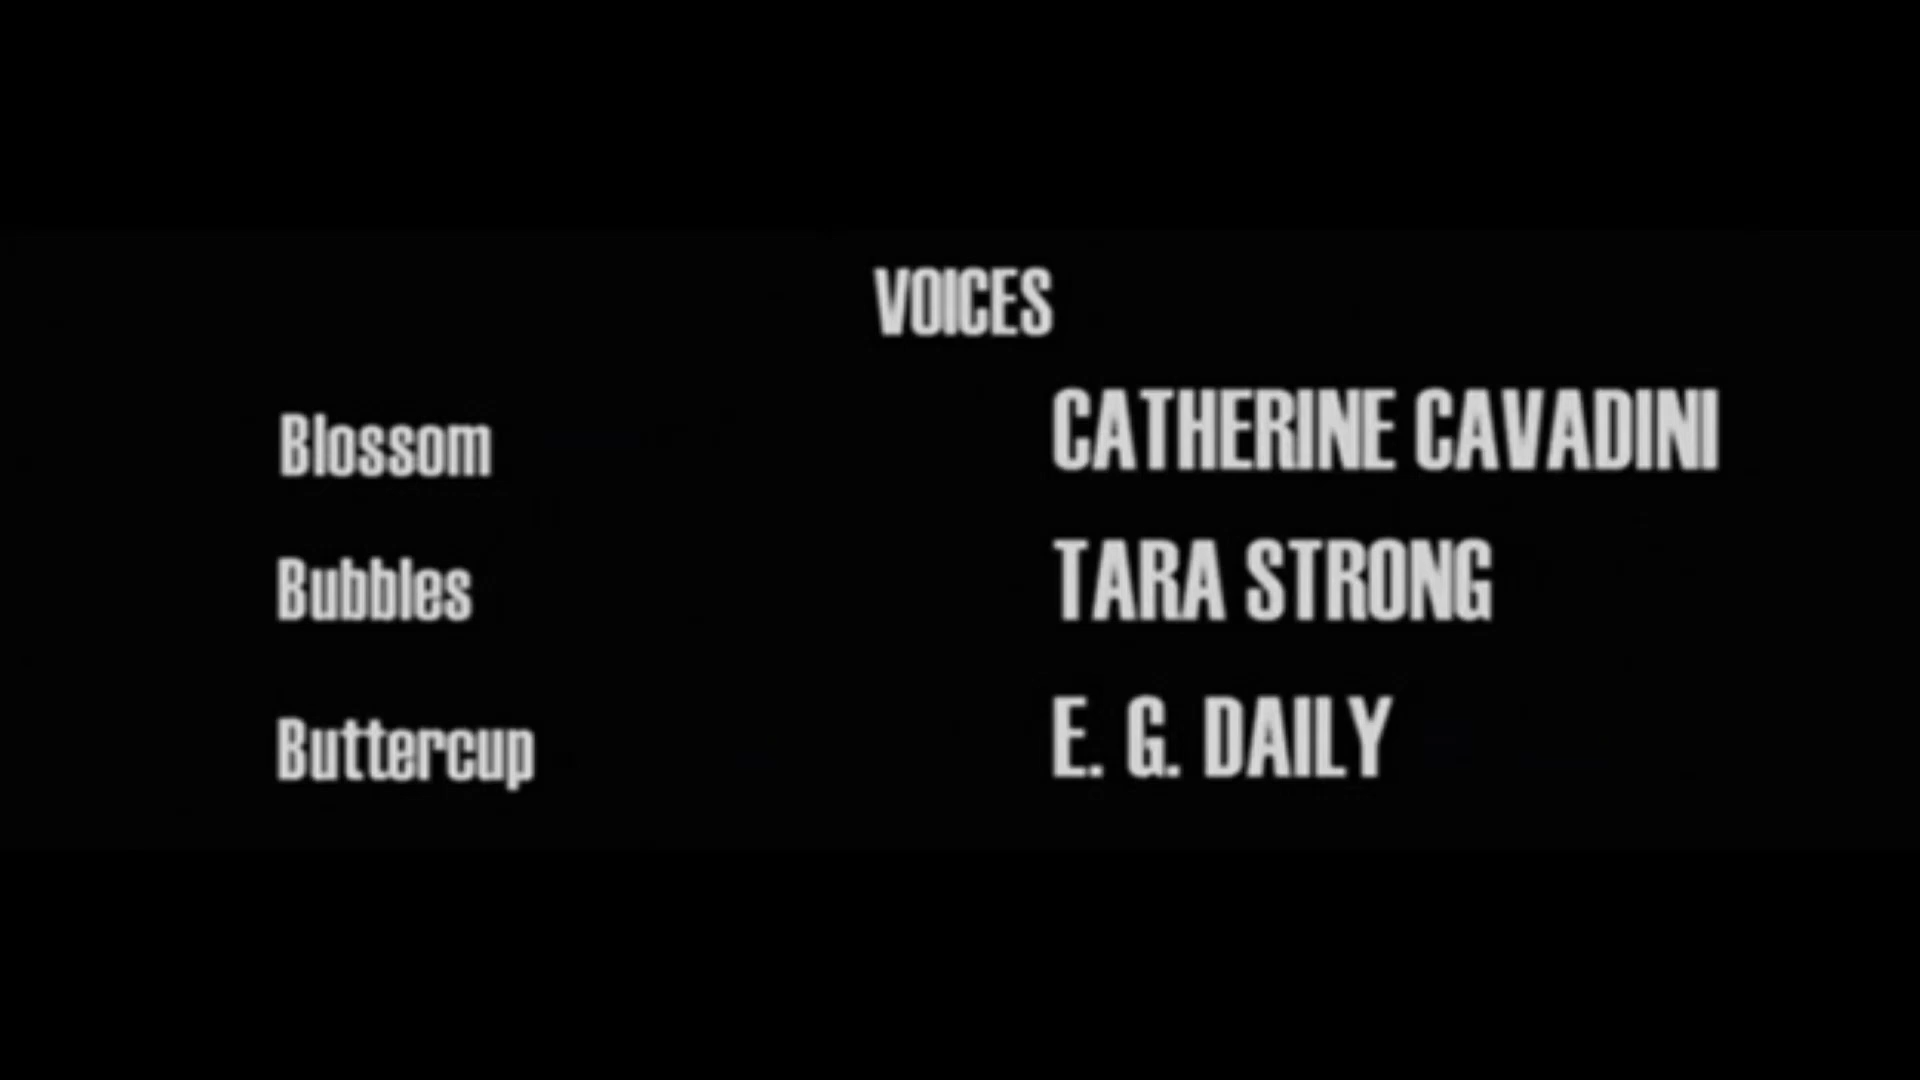 VOICES
Blossom CATHERINE CAVADINI
Bubbles TARA STRONG
Buttercup E. G. DAILY